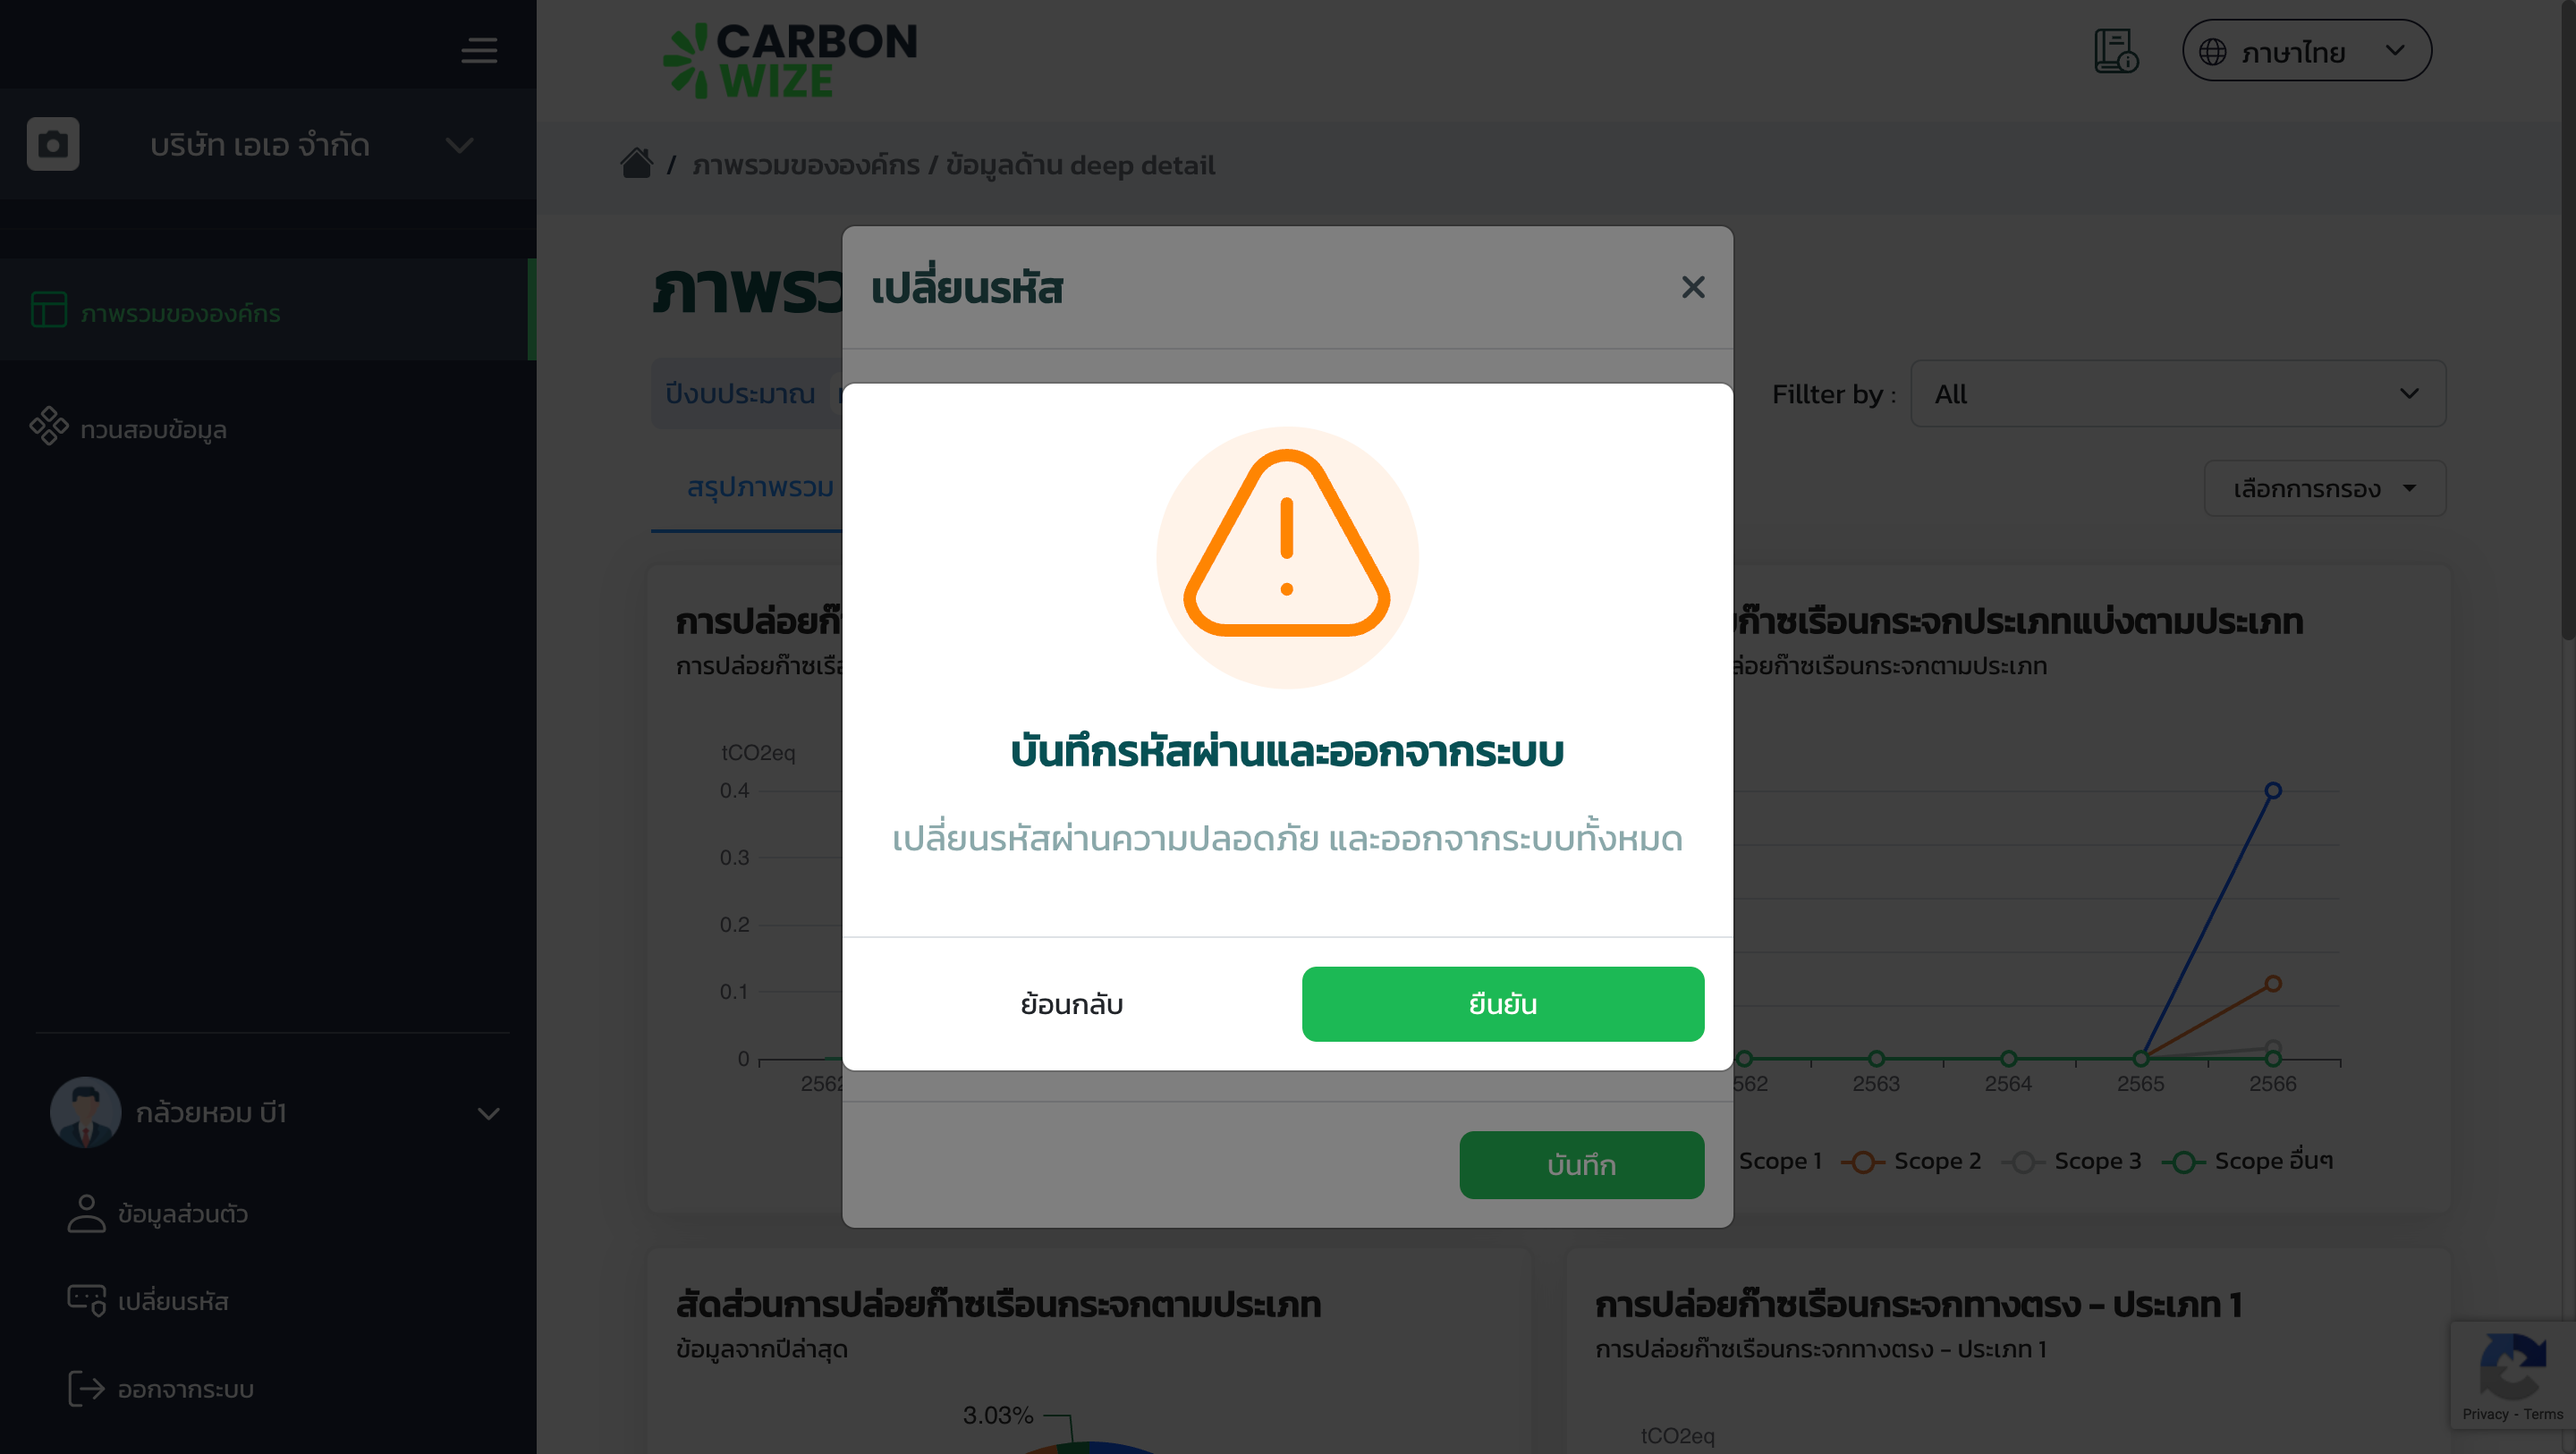 CARBON
WIZE
ภาษาไทย
บริษัท เอเอ จำกัด
/ ภาพรวมขององค์กร / ข้อมูลด้าน deep detail
ภาพรวมขององค์กร
ทวนสอบข้อมูล
ภาพรว
เปลี่ยนรหัส
ปีงบประมาณ
Fillter by :
All
สรุปภาพรวม
เลือกการกรอง
การปล่อยก๊
การปล่อยก๊าซเรือ
ก๊าซเรือนกระจกประเภทแบ่งตามประเภท
ล่อยก๊าซเรือนกระจกตามประเภท
บันทึกรหัสผ่านและออกจากระบบ
เปลี่ยนรหัสผ่านความปลอดภัย และออกจากระบบทั้งหมด
ย้อนกลับ
ยืนยัน
tCO2eq
0.4
0.3
0.2
0.1
0
2562
562
2563
2564
2565
2566
บันทึก
Scope 1
Scope 2
Scope 3
Scope อื่นๆ
กล้วยหอม บี1
ข้อมูลส่วนตัว
เปลี่ยนรหัส
ออกจากระบบ
สัดส่วนการปล่อยก๊าซเรือนกระจกตามประเภท
ข้อมูลจากปีล่าสุด
3.03%
การปล่อยก๊าซเรือนกระจกทางตรง - ประเภท 1
การปล่อยก๊าซเรือนกระจกทางตรง - ประเภท 1
tCO2eq
Privacy - Terms